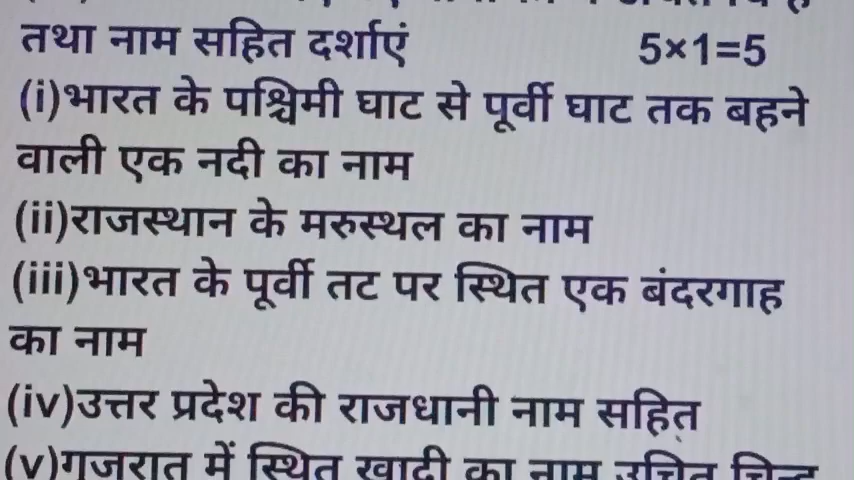 तथा नाम सहित दर्शाएं 5×1=5
(i)भारत के पश्चिमी घाट से पूर्वी घाट तक बहने
वाली एक नदी का नाम
(ii)राजस्थान के मरुस्थल का नाम
(iii)भारत के पूर्वी तट पर स्थित एक बंदरगाह
का नाम
(iv)उत्तर प्रदेश की राजधानी नाम सहित
(v)गुजरात में स्थित खाड़ी का नाम उचित चिन्ह